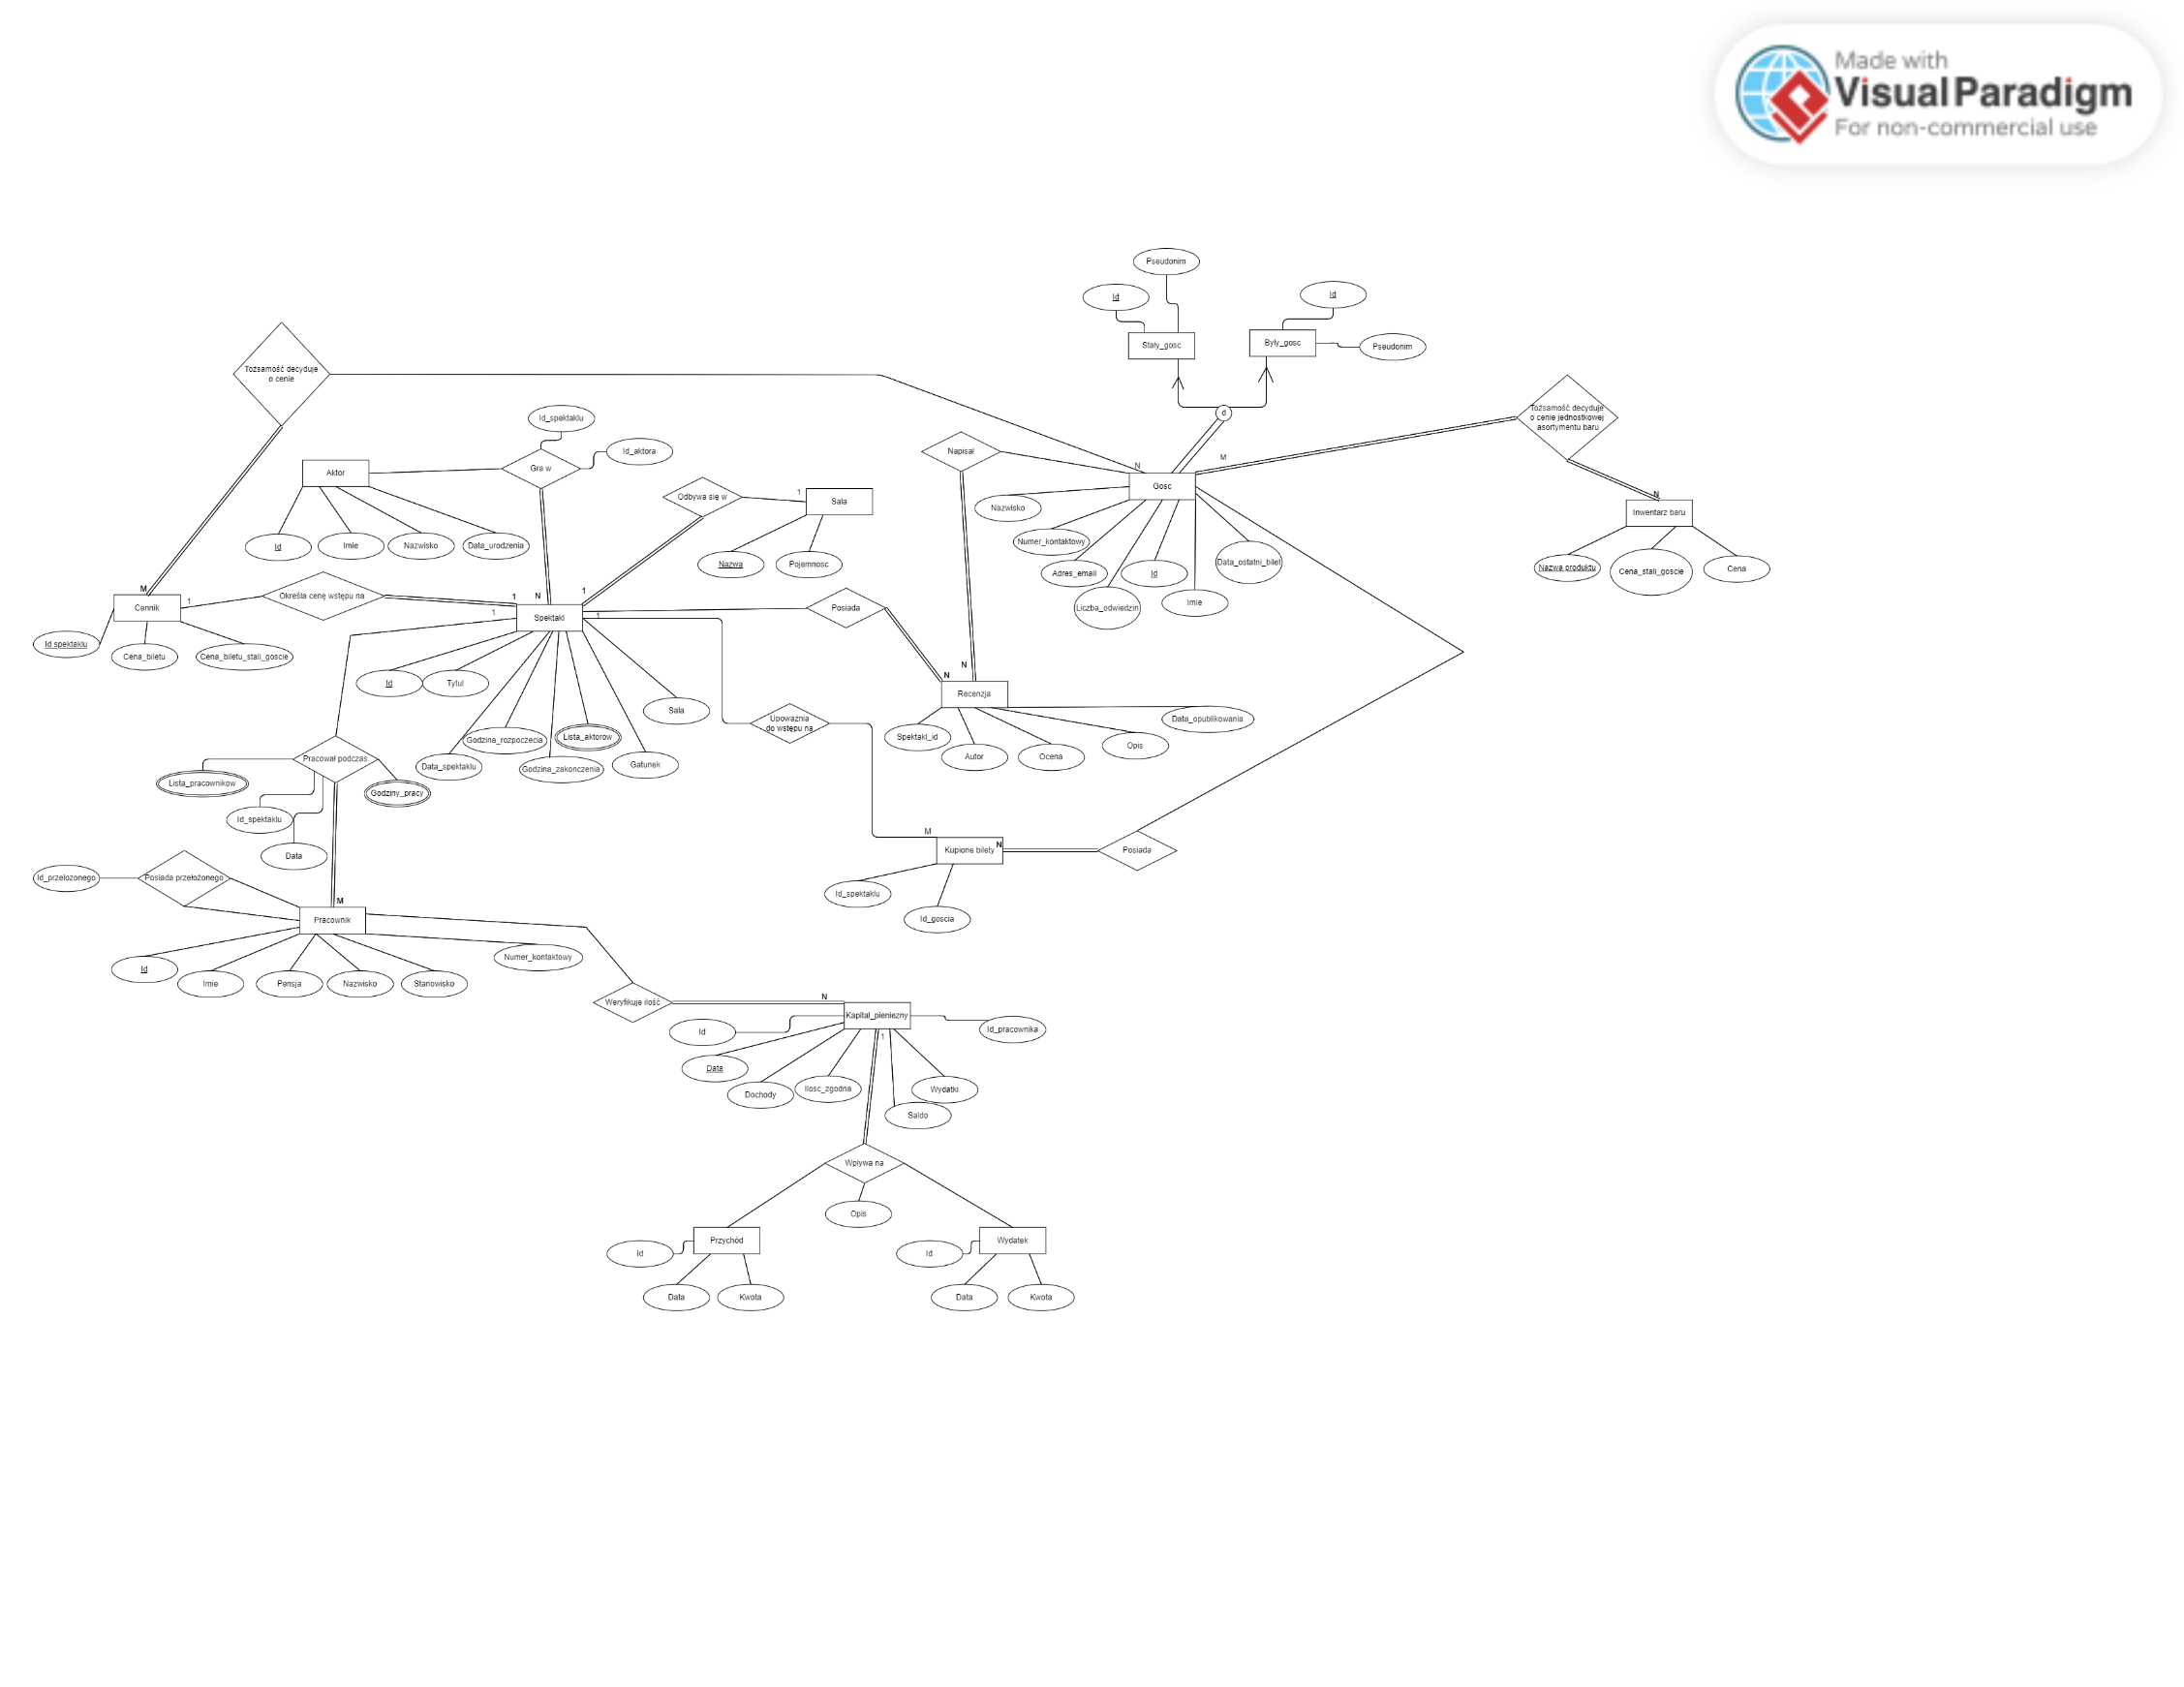 Made with
Visual Paradigm
For non-commercial use
Pseudonim
Id
Id
Stały_gosc
Były_gosc
Pseudonim
Tożsamość decyduje
o cenie
d
Tożsamość decyduje
o cenie jednostkowej
asortymentu baru
Id_spektaklu
Id_aktora
Napisał
M
N
Aktor
Gra w
Gosc
Odbywa się w
1
Sala
N
Inwentarz baru
Nazwisko
Numer_kontaktowy
Id
Imie
Nazwisko
Data_urodzenia
Nazwa
Pojemnosc
Adres_email
Id
Data_ostatni_bilet
Nazwa produktu
Cena_stali_goscie
Cena
Liczba_odwiedzin
Imie
M
Cennik
1
Określa cenę wstępu na
1
N
1
1
Spektakl
1
Posiada
Id spektaklu
Cena_biletu
Cena_biletu_stali_goscie
Id
Tytul
N
N
Recenzja
Sala
Upoważnia
do wstępu na
Data_opublikowania
Godzina_rozpoczecia
Lista_aktorow
Spektakl_id
Autor
Ocena
Opis
Data_spektaklu
Godzina_zakonczenia
Gatunek
Pracował podczas
Lista_pracownikow
Godziny_pracy
Id_spektaklu
Data
M
Kupione bilety
N
Posiada
Id_przelozonego
Posiada przełożonego
Id_spektaklu
Id_goscia
M
Pracownik
Id
Imie
Pensja
Nazwisko
Stanowisko
Numer_kontaktowy
Weryfikuje ilość
N
Kapital_pieniezny
Id
Id_pracownika
1
Data
Dochody
Ilosc_zgodna
Wydatki
Saldo
Wpływa na
Opis
Przychód
Wydatek
Id
Id
Data
Kwota
Data
Kwota